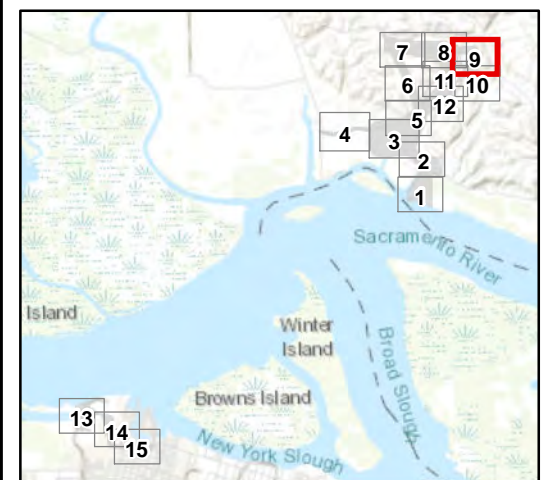 7 8 9
6 11 10
12
5
4 3
2
1
Sacramento
River
Island
Winter
Island
Broad Slough
Browns Island
13
14
15
New York Slough